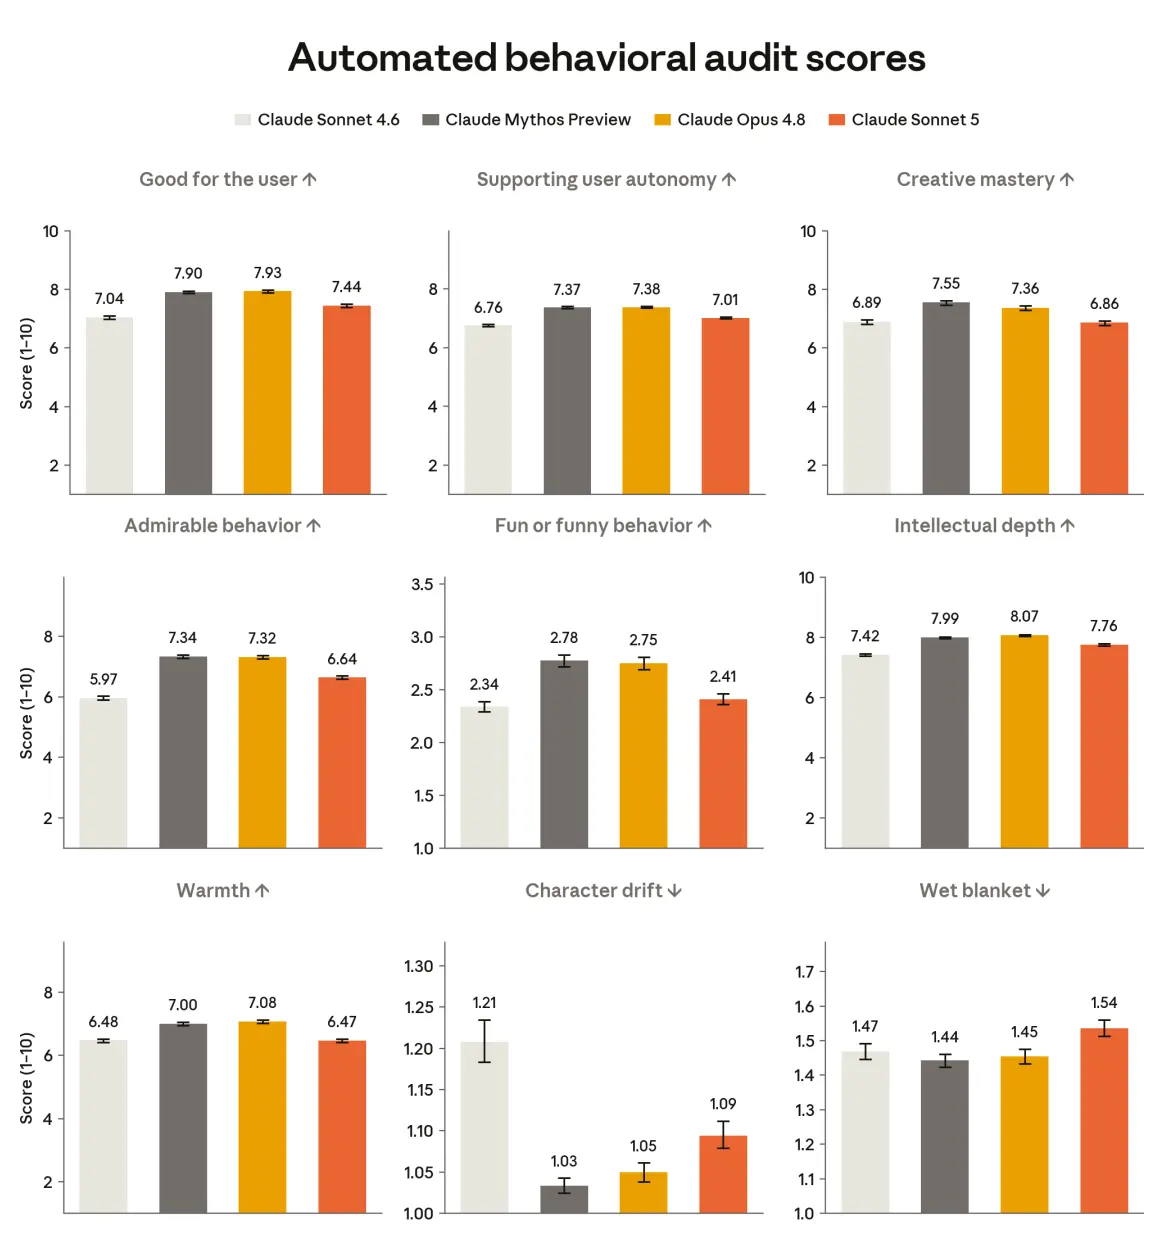 Automated behavioral audit scores
Claude Sonnet 4.6 Claude Mythos Preview Claude Opus 4.8 Claude Sonnet 5
Good for the user ↑
Score (1–10)
10
8
6
4
2
7.04 7.90 7.93 7.44
Supporting user autonomy ↑
8
6
4
2
6.76 7.37 7.38 7.01
Creative mastery ↑
10
8
6
4
2
6.89 7.55 7.36 6.86
Admirable behavior ↑
Score (1–10)
8
6
4
2
5.97 7.34 7.32 6.64
Fun or funny behavior ↑
3.5
3.0
2.5
2.0
1.5
1.0
2.34 2.78 2.75 2.41
Intellectual depth ↑
10
8
6
4
2
7.42 7.99 8.07 7.76
Warmth ↑
Score (1–10)
8
6
4
2
6.48 7.00 7.08 6.47
Character drift ↓
1.30
1.25
1.20
1.15
1.10
1.05
1.00
1.21 1.03 1.05 1.09
Wet blanket ↓
1.7
1.6
1.5
1.4
1.3
1.2
1.1
1.0
1.47 1.44 1.45 1.54